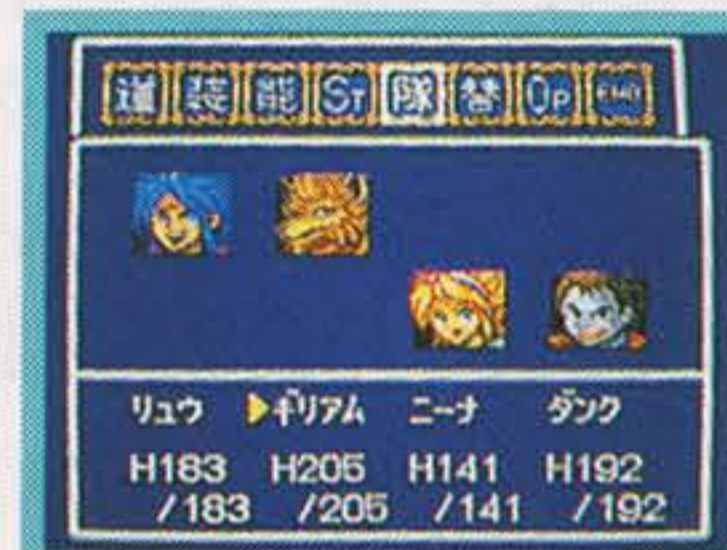 道 装 能 ST 隊 替 OP END
リュウ ▶ギリアム ニーナ ダンク
H183 H205 H141 H192
/183 /205 /141 /192